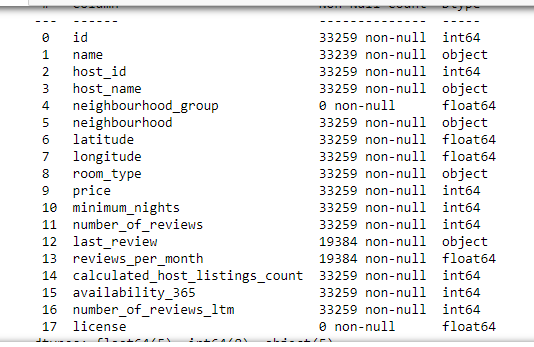 #   Column                          Non-Null Count  Dtype
---  ------                          --------------  -----
0   id                              33259 non-null  int64
1   name                            33239 non-null  object
2   host_id                         33259 non-null  int64
3   host_name                       33259 non-null  object
4   neighbourhood_group             0 non-null      float64
5   neighbourhood                   33259 non-null  object
6   latitude                        33259 non-null  float64
7   longitude                       33259 non-null  float64
8   room_type                       33259 non-null  object
9   price                           33259 non-null  int64
10  minimum_nights                  33259 non-null  int64
11  number_of_reviews               33259 non-null  int64
12  last_review                     19384 non-null  object
13  reviews_per_month               19384 non-null  float64
14  calculated_host_listings_count  33259 non-null  int64
15  availability_365                33259 non-null  int64
16  number_of_reviews_ltm           33259 non-null  int64
17  license                         0 non-null      float64
dtypes: float64(5), int64(8), object(5)